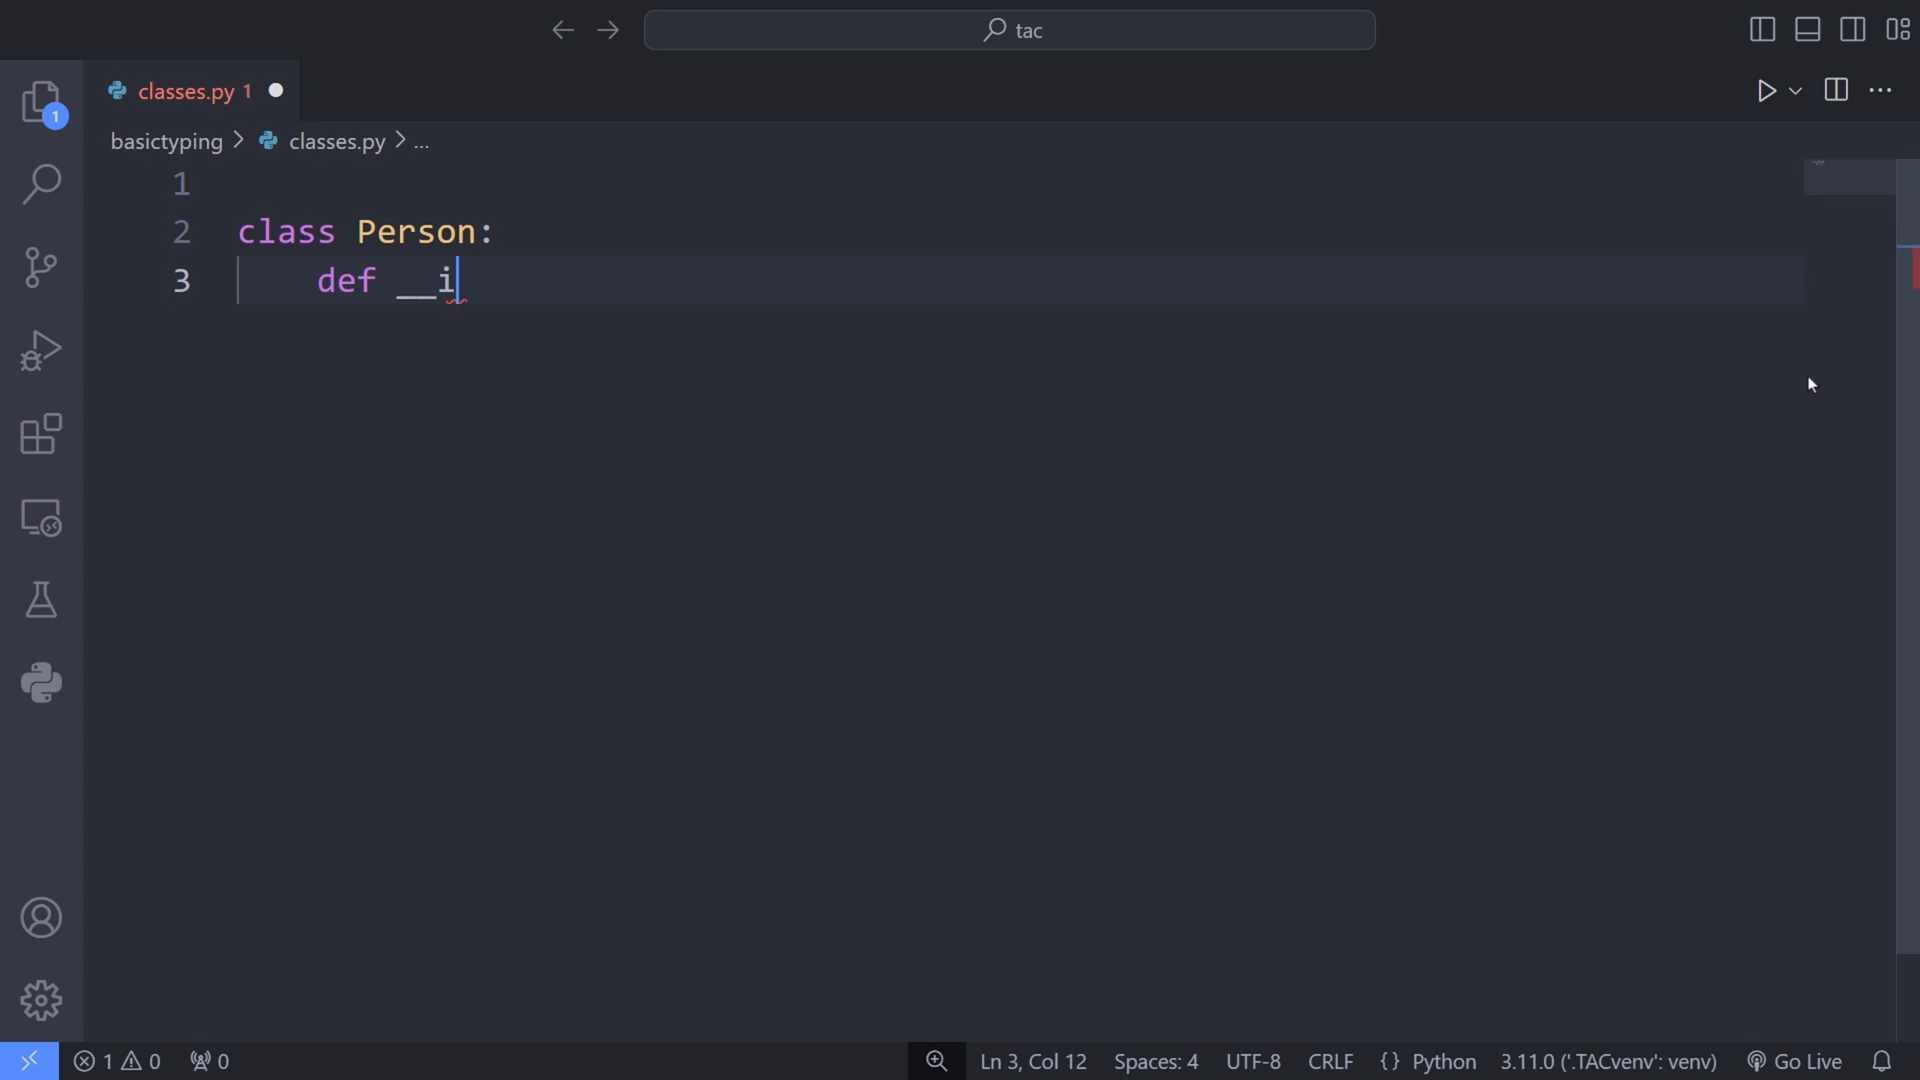 tac
classes.py 1
basictyping > classes.py > ...
1
2 class Person:
3 def __i
1
1 0 0
Ln 3, Col 12 Spaces: 4 UTF-8 CRLF {} Python 3.11.0 ('.TACvenv': venv) Go Live